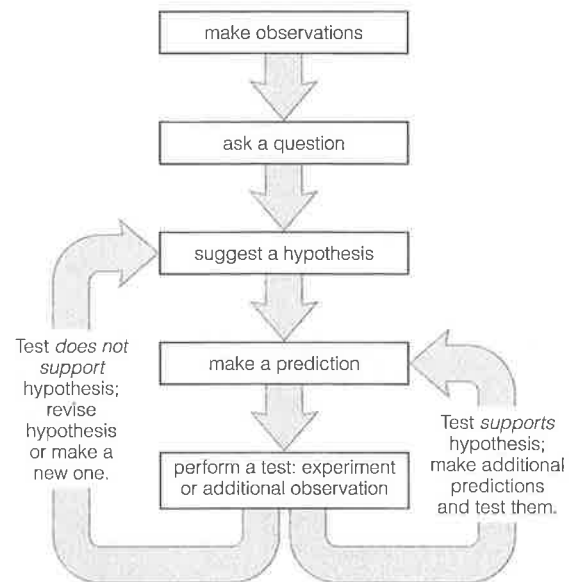 make observations
ask a question
suggest a hypothesis
make a prediction
perform a test: experiment
or additional observation
Test does not
support
hypothesis;
revise
hypothesis
or make a
new one.
Test supports
hypothesis;
make additional
predictions
and test them.